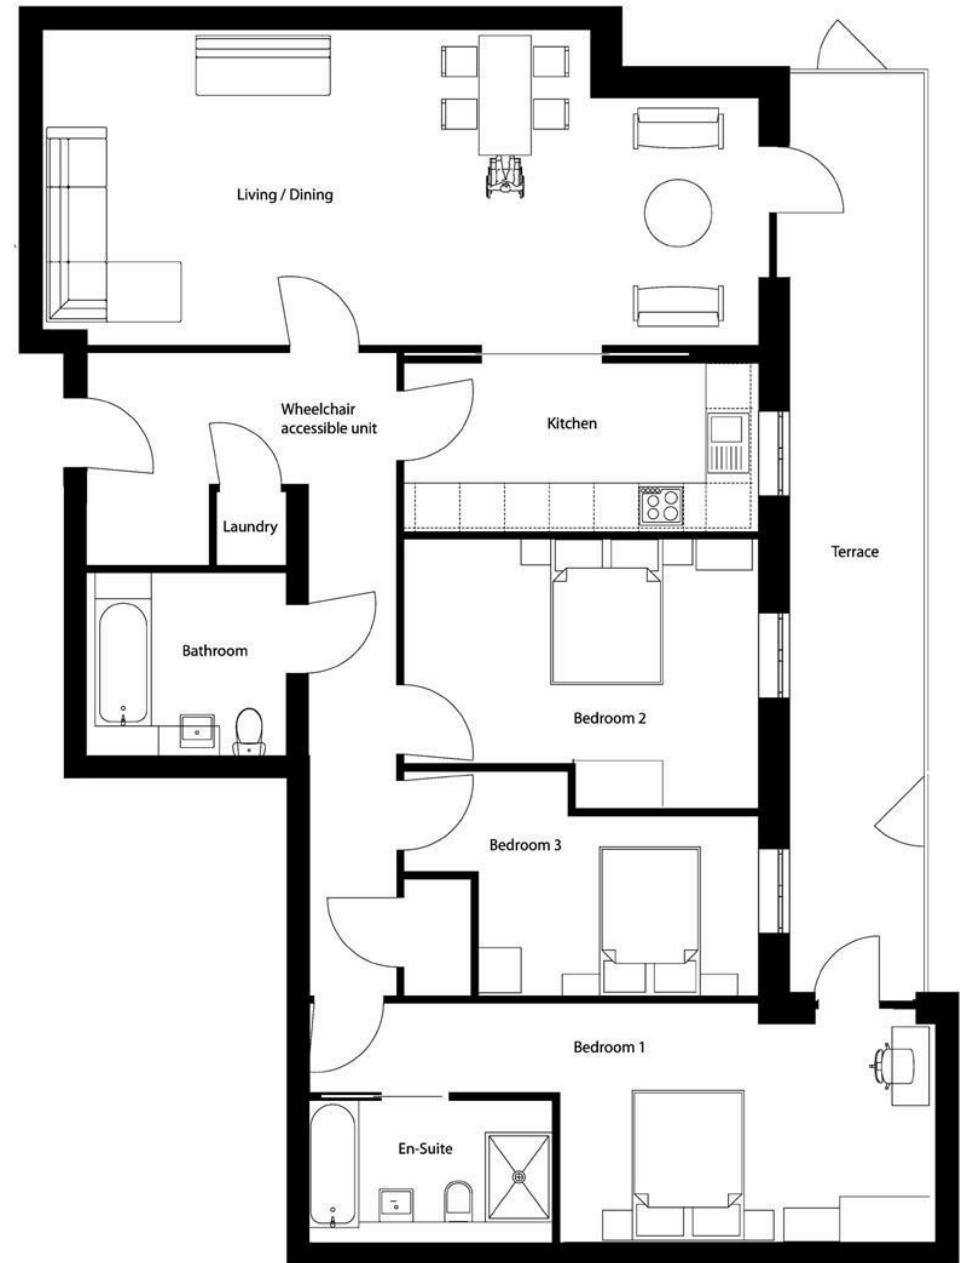 Living / Dining
Wheelchair
accessible unit
Kitchen
Laundry
Terrace
Bathroom
Bedroom 2
Bedroom 3
Bedroom 1
En-Suite